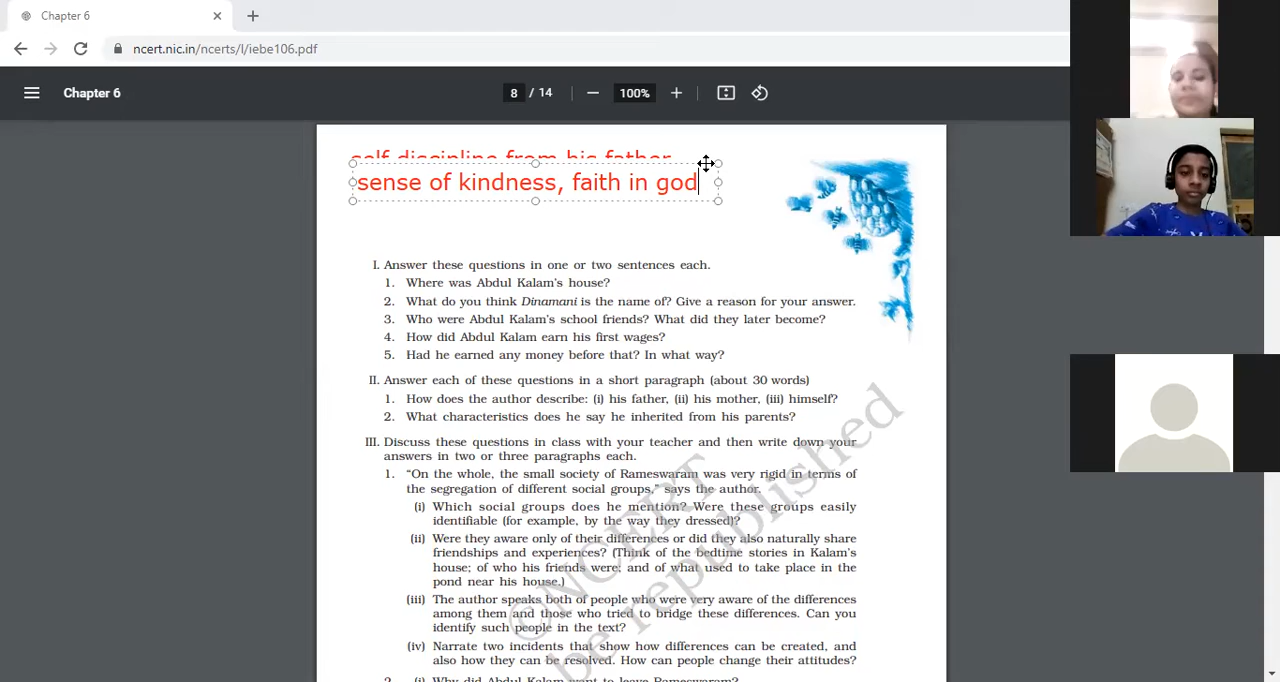 Chapter 6
ncert.nic.in/ncerts/l/iebe106.pdf
Chapter 6
8 / 14
100%
self discipline from his father
sense of kindness, faith in god
I. Answer these questions in one or two sentences each.
1. Where was Abdul Kalam's house?
2. What do you think Dinamani is the name of? Give a reason for your answer.
3. Who were Abdul Kalam's school friends? What did they later become?
4. How did Abdul Kalam earn his first wages?
5. Had he earned any money before that? In what way?
II. Answer each of these questions in a short paragraph (about 30 words)
1. How does the author describe: (i) his father, (ii) his mother, (iii) himself?
2. What characteristics does he say he inherited from his parents?
III. Discuss these questions in class with your teacher and then write down your
answers in two or three paragraphs each.
1. “On the whole, the small society of Rameswaram was very rigid in terms of
the segregation of different social groups,” says the author.
(i) Which social groups does he mention? Were these groups easily
identifiable (for example, by the way they dressed)?
(ii) Were they aware only of their differences or did they also naturally share
friendships and experiences? (Think of the bedtime stories in Kalam's
house; of who his friends were; and of what used to take place in the
pond near his house.)
(iii) The author speaks both of people who were very aware of the differences
among them and those who tried to bridge these differences. Can you
identify such people in the text?
(iv) Narrate two incidents that show how differences can be created, and
also how they can be resolved. How can people change their attitudes?
2. (i) Why did Abdul Kalam want to leave Rameswaram?
©NCERT
be republished